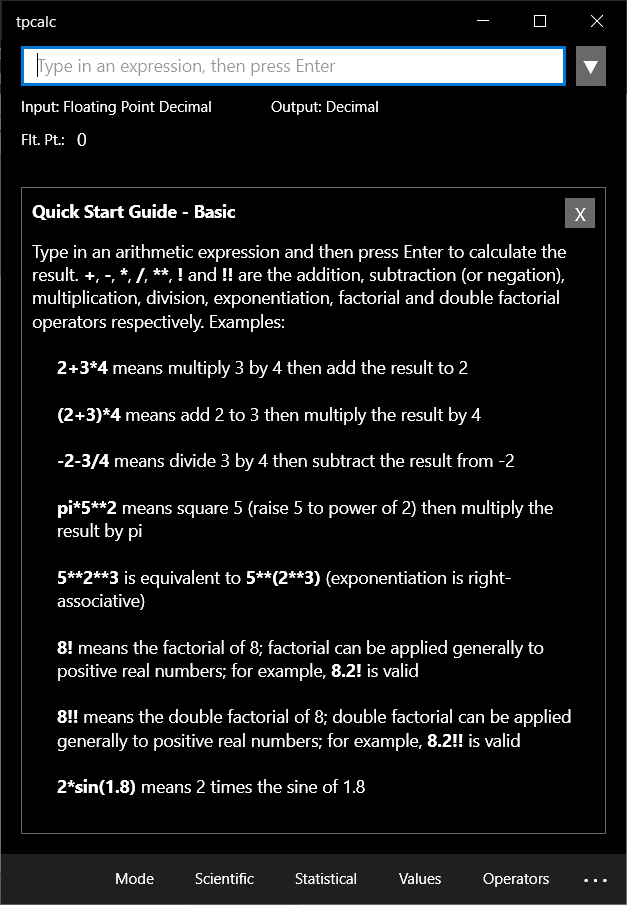 tpcalc
Type in an expression, then press Enter
▼
Input: Floating Point Decimal Output: Decimal
Flt. Pt.: 0
Quick Start Guide - Basic
X
Type in an arithmetic expression and then press Enter to calculate the
result. +, -, *, /, **, ! and !! are the addition, subtraction (or negation),
multiplication, division, exponentiation, factorial and double factorial
operators respectively. Examples:
2+3*4 means multiply 3 by 4 then add the result to 2
(2+3)*4 means add 2 to 3 then multiply the result by 4
-2-3/4 means divide 3 by 4 then subtract the result from -2
pi*5**2 means square 5 (raise 5 to power of 2) then multiply the
result by pi
5**2**3 is equivalent to 5**(2**3) (exponentiation is right-
associative)
8! means the factorial of 8; factorial can be applied generally to
positive real numbers; for example, 8.2! is valid
8!! means the double factorial of 8; double factorial can be applied
generally to positive real numbers; for example, 8.2!! is valid
2*sin(1.8) means 2 times the sine of 1.8
Mode Scientific Statistical Values Operators ...